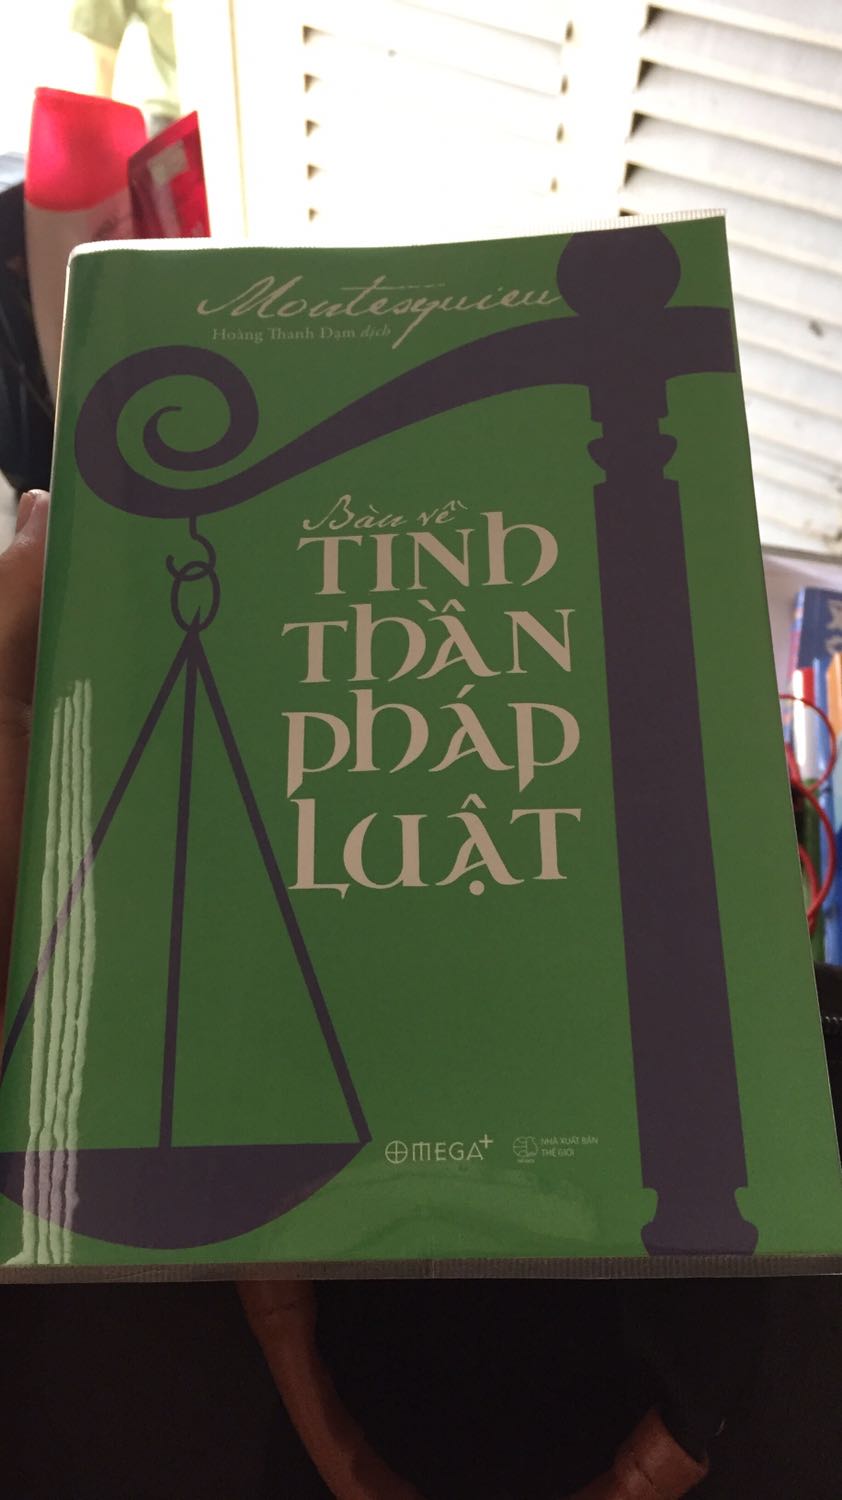 Montesquieu
Hoàng Thanh Đạm dịch
Bàn về
TINH
THẦN
PHÁP
LUẬT
OMEGA+
NHÀ XUẤT BẢN
THẾ GIỚI